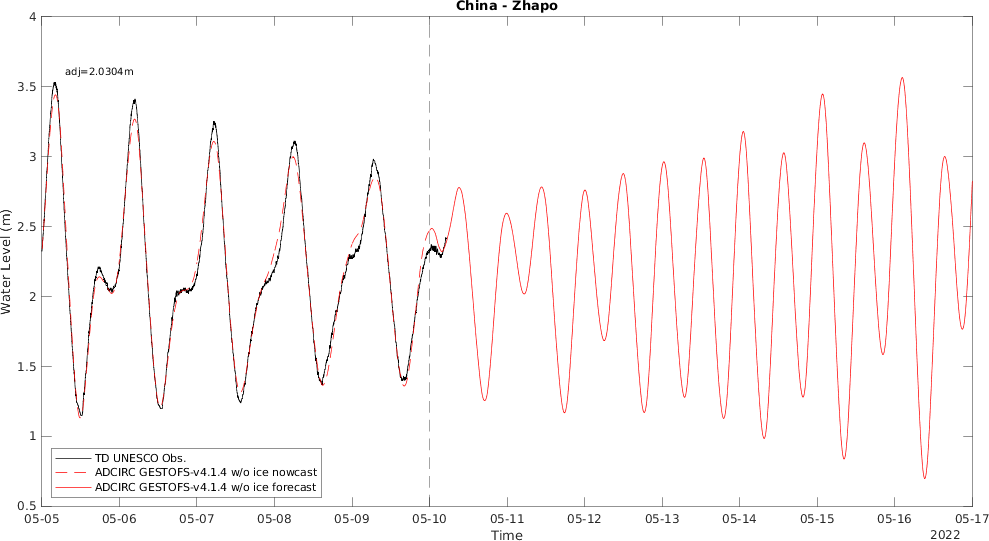 China - Zhapo
adj=2.0304m
4
3.5
3
2.5
2
1.5
1
0.5
Water Level (m)
TD UNESCO Obs.
ADCIRC GESTOFS-v4.1.4 w/o ice nowcast
ADCIRC GESTOFS-v4.1.4 w/o ice forecast
05-05 05-06 05-07 05-08 05-09 05-10 05-11 05-12 05-13 05-14 05-15 05-16 05-17
Time
2022